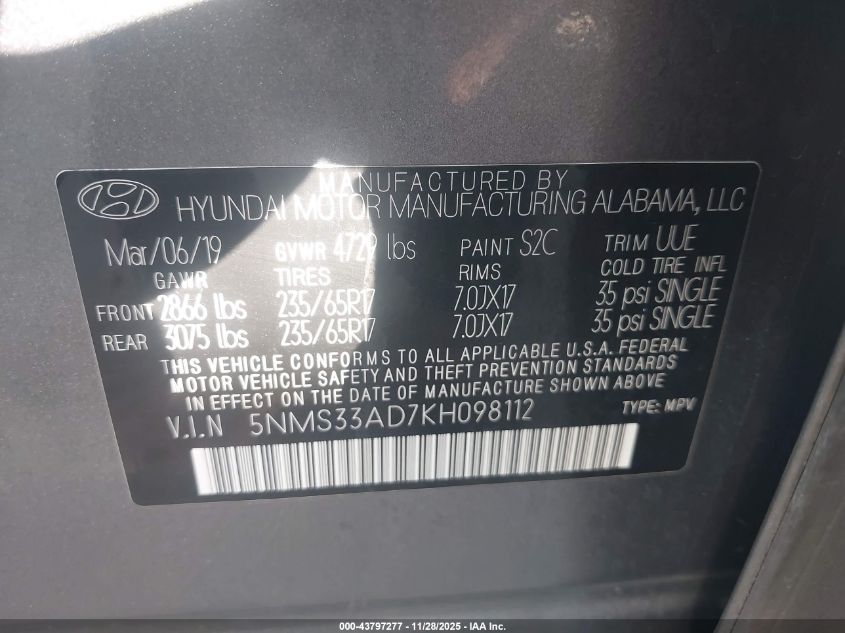 MANUFACTURED BY
HYUNDAI MOTOR MANUFACTURING ALABAMA, LLC
Mar/06/19 GVWR 4729 lbs PAINT S2C TRIM UUE
GAWR TIRES RIMS COLD TIRE INFL
FRONT 2866 lbs 235/65R17 7.0JX17 35 psi SINGLE
REAR 3075 lbs 235/65R17 7.0JX17 35 psi SINGLE
THIS VEHICLE CONFORMS TO ALL APPLICABLE U.S.A. FEDERAL
MOTOR VEHICLE SAFETY AND THEFT PREVENTION STANDARDS
IN EFFECT ON THE DATE OF MANUFACTURE SHOWN ABOVE
V.I.N 5NMS33AD7KH098112 TYPE: MPV
000-43797277 - 11/28/2025 - IAA Inc.